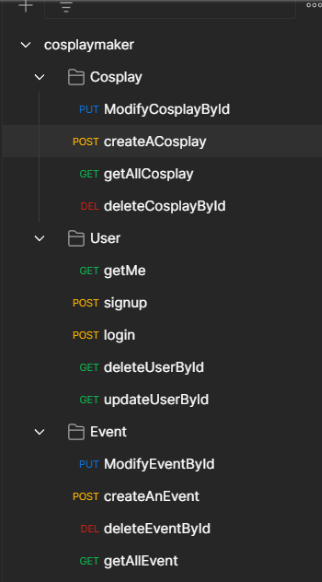 cosplaymaker
Cosplay
PUT ModifyCosplayById
POST createACosplay
GET getAllCosplay
DEL deleteCosplayById
User
GET getMe
POST signup
POST login
GET deleteUserById
GET updateUserById
Event
PUT ModifyEventById
POST createAnEvent
DEL deleteEventById
GET getAllEvent